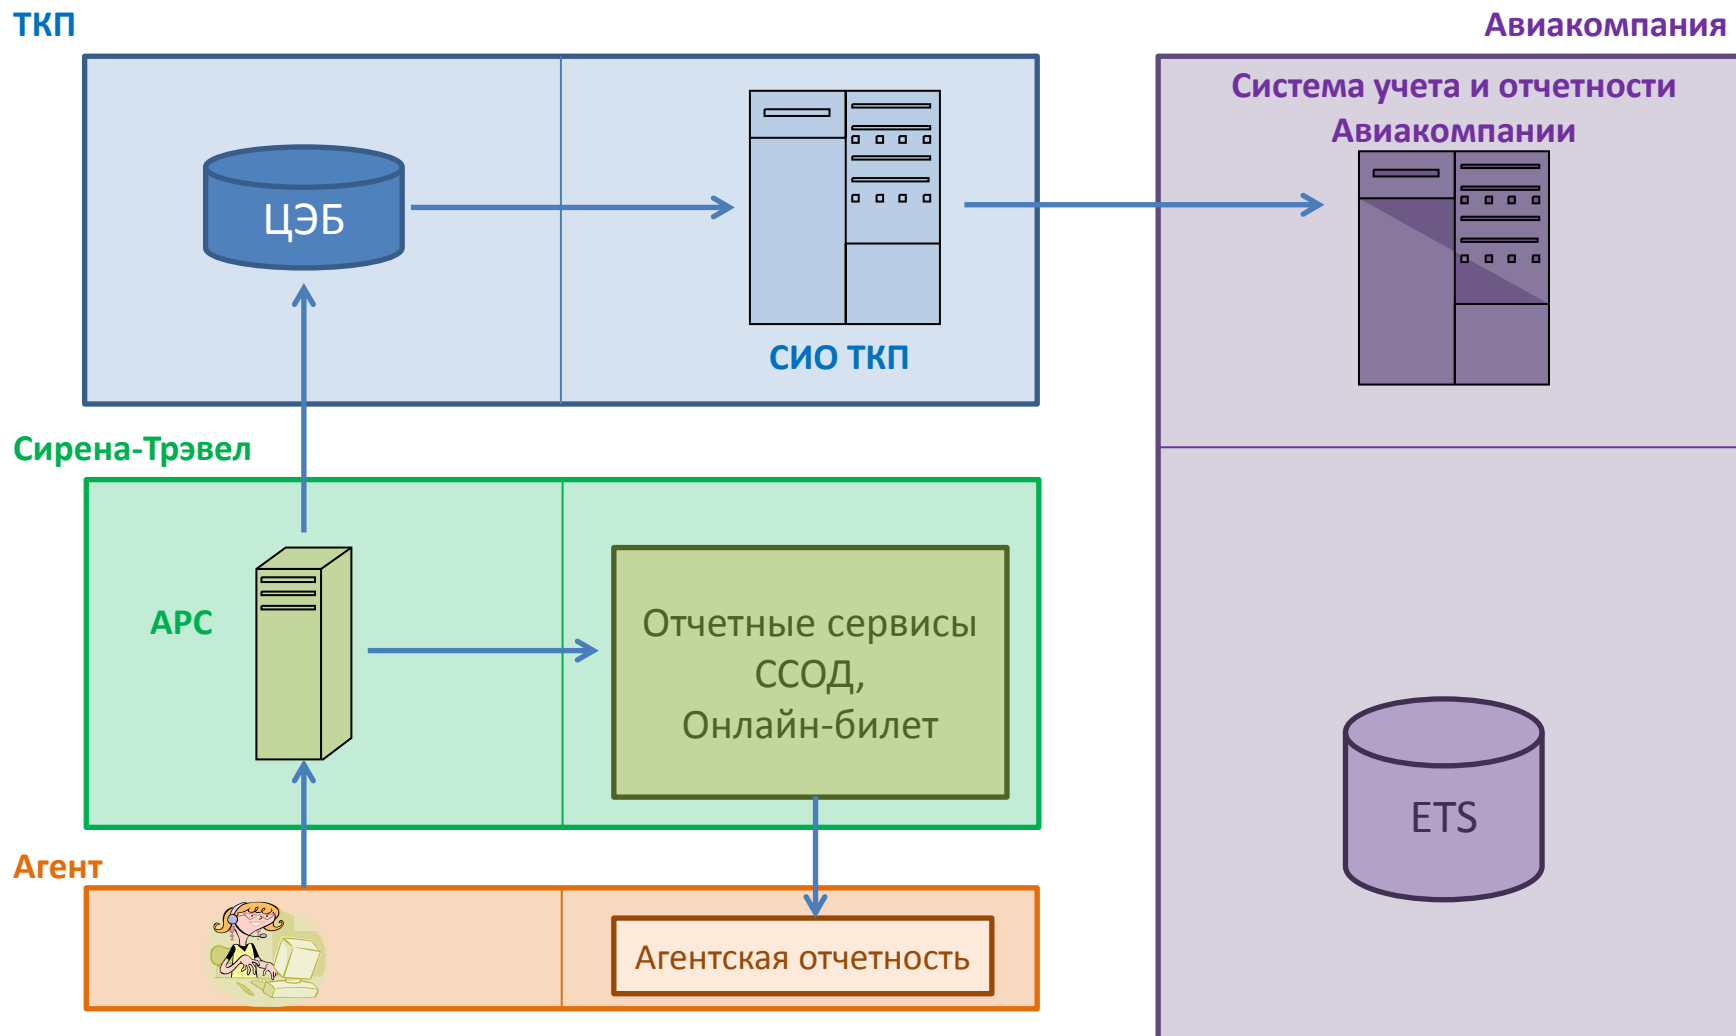 ТКП
Авиакомпания
Система учета и отчетности
Авиакомпании
ЦЭБ
СИО ТКП
Сирена-Трэвел
АРС
Отчетные сервисы
ССОД,
Онлайн-билет
ETS
Агент
Агентская отчетность